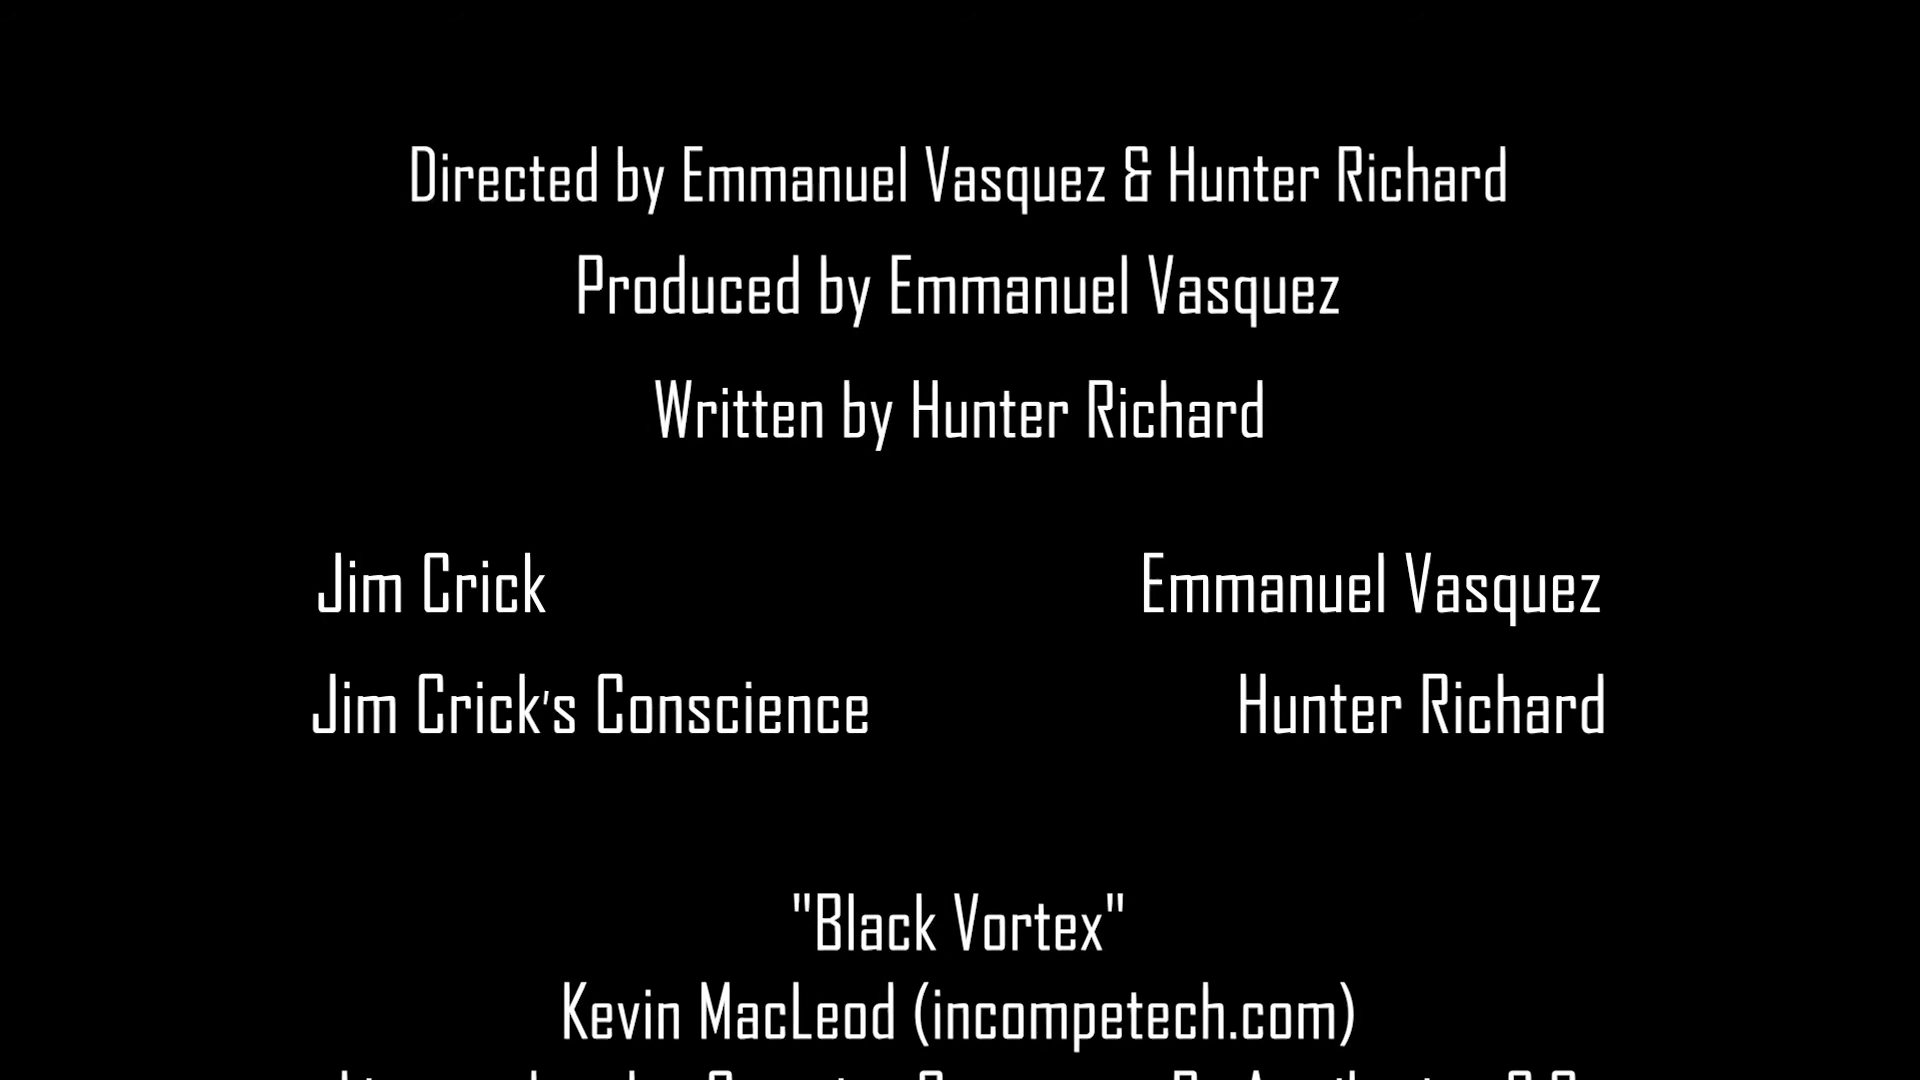 Directed by Emmanuel Vasquez & Hunter Richard
Produced by Emmanuel Vasquez
Written by Hunter Richard
Jim Crick Emmanuel Vasquez
Jim Crick's Conscience Hunter Richard
"Black Vortex"
Kevin MacLeod (incompetech.com)